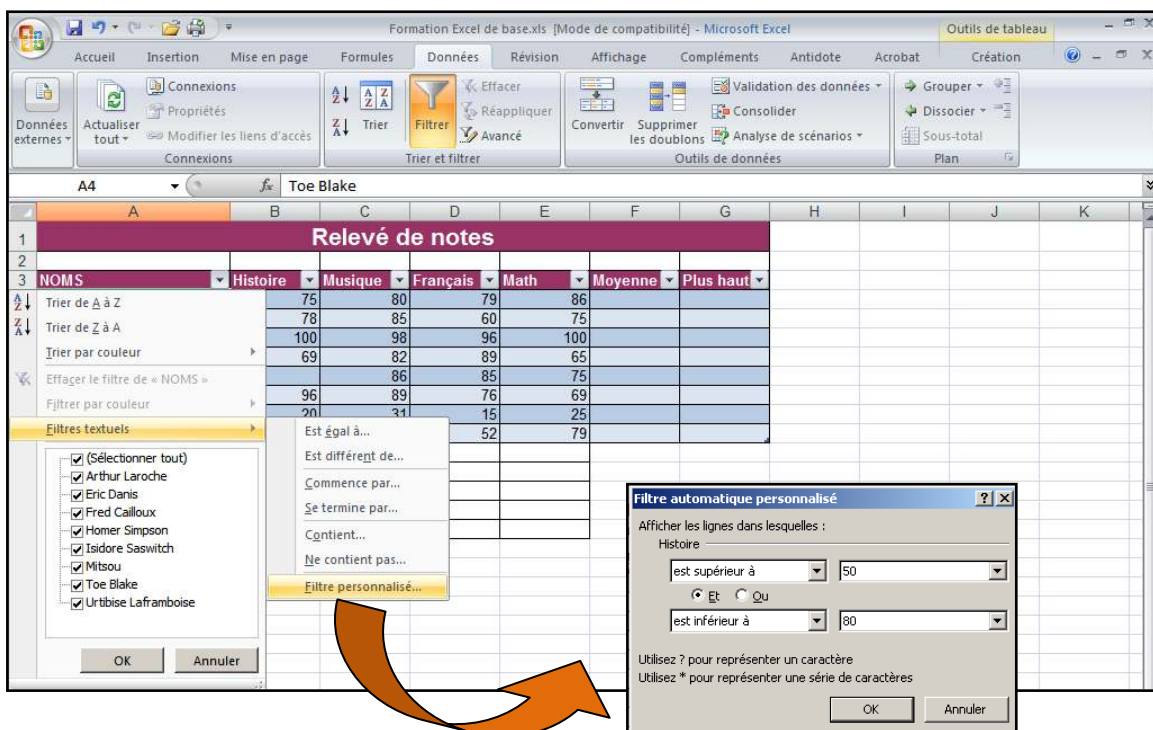 Formation Excel de base.xls [Mode de compatibilité] - Microsoft Excel
Outils de tableau
Accueil Insertion Mise en page Formules Données Révision Affichage Compléments Antidote Acrobat Création
Données externes
Actualiser tout
Connexions
Propriétés
Modifier les liens d'accès
Connexions
Trier
Filtrer
Effacer
Réappliquer
Avancé
Trier et filtrer
Convertir
Supprimer les doublons
Validation des données
Consolider
Analyse de scénarios
Outils de données
Grouper
Dissocier
Sous-total
Plan
A4 fx Toe Blake
A B C D E F G H I J K
1 Relevé de notes
2
3 NOMS Histoire Musique Français Math Moyenne Plus haut
75 80 79 86
78 85 60 75
100 98 96 100
69 82 89 65
86 85 75
96 89 76 69
20 31 15 25
52 79
Trier de A à Z
Trier de Z à A
Trier par couleur
Effacer le filtre de « NOMS »
Filtrer par couleur
Filtres textuels
(Sélectionner tout)
Arthur Laroche
Eric Danis
Fred Cailloux
Homer Simpson
Isidore Saswitch
Mitsou
Toe Blake
Urtibise Laframboise
OK Annuler
Est égal à...
Est différent de...
Commence par...
Se termine par...
Contient...
Ne contient pas...
Filtre personnalisé...
Filtre automatique personnalisé
Afficher les lignes dans lesquelles :
Histoire
est supérieur à 50
Et Ou
est inférieur à 80
Utilisez ? pour représenter un caractère
Utilisez * pour représenter une série de caractères
OK Annuler